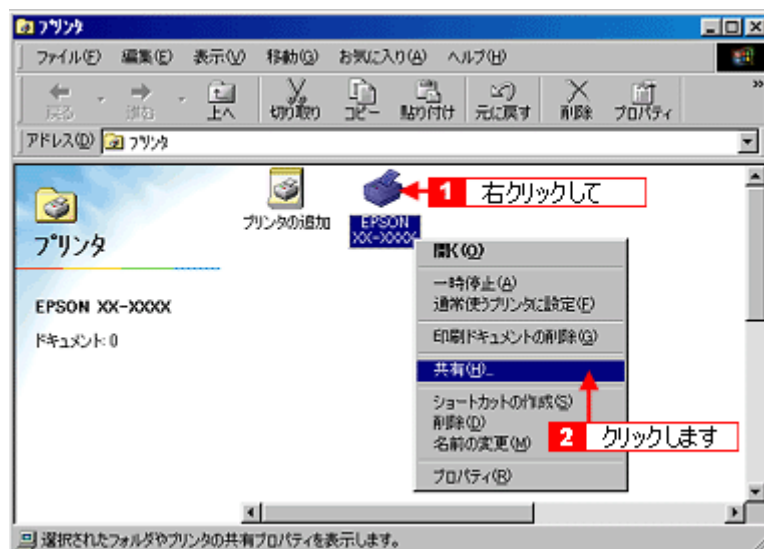 プリンタ
ファイル(F) 編集(E) 表示(V) 移動(G) お気に入り(A) ヘルプ(H)
戻る 進む 上へ 切り取り コピー 貼り付け 元に戻す 削除 プロパティ »
アドレス(D) プリンタ
プリンタ
EPSON XX-XXXX
ドキュメント: 0
プリンタの追加
EPSON
XX-XXXX
1 右クリックして
開く(O)
一時停止(A)
通常使うプリンタに設定(F)
印刷ドキュメントの削除(G)
共有(H)...
ショートカットの作成(S)
削除(D)
名前の変更(M)
2 クリックします
プロパティ(R)
選択されたフォルダやプリンタの共有プロパティを表示します。